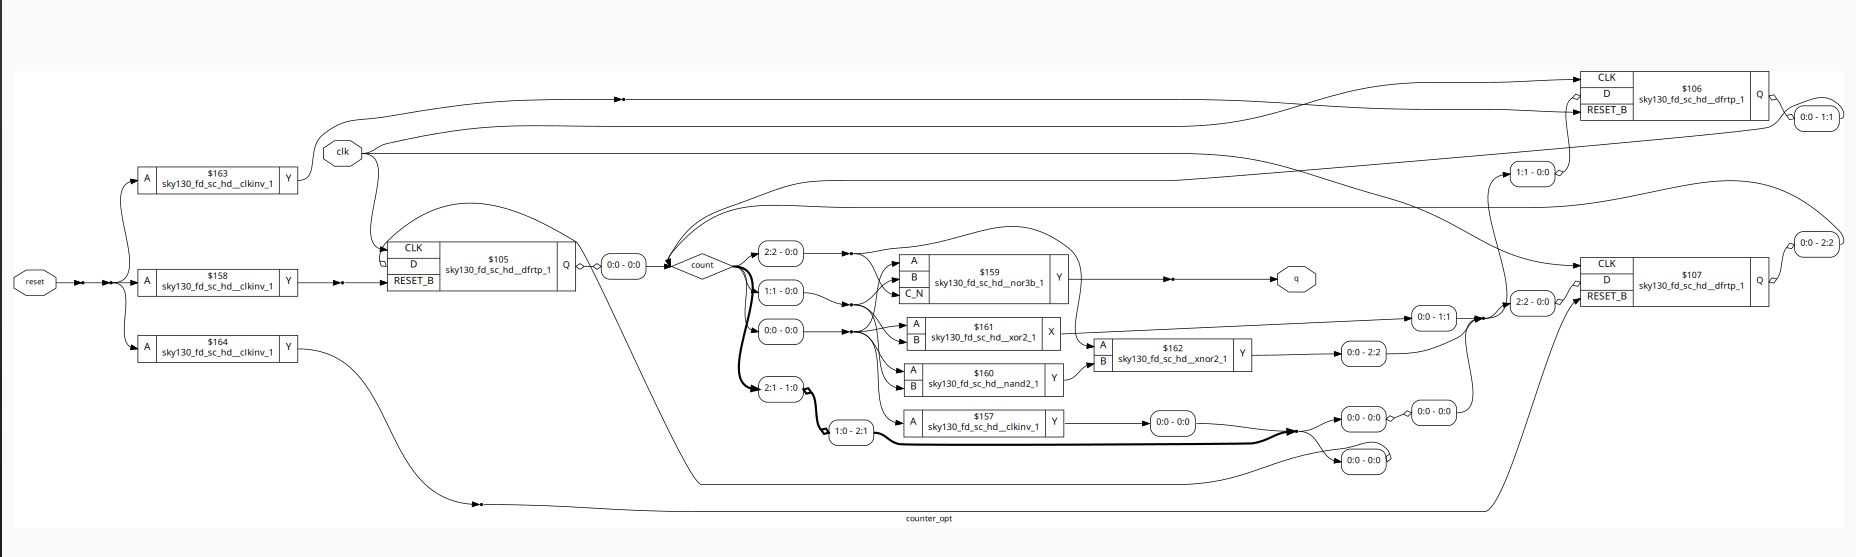 CLK
D
RESET_B
$106
sky130_fd_sc_hd__dfrtp_1
Q
0:0 - 1:1
clk
1:1 - 0:0
A
$163
sky130_fd_sc_hd__clkinv_1
Y
CLK
D
RESET_B
$105
sky130_fd_sc_hd__dfrtp_1
Q
0:0 - 0:0
count
2:2 - 0:0
1:1 - 0:0
0:0 - 0:0
2:1 - 1:0
1:0 - 2:1
A
B
C_N
$159
sky130_fd_sc_hd__nor3b_1
Y
q
0:0 - 2:2
CLK
D
RESET_B
$107
sky130_fd_sc_hd__dfrtp_1
Q
reset
A
$158
sky130_fd_sc_hd__clkinv_1
Y
2:2 - 0:0
0:0 - 1:1
A
B
$161
sky130_fd_sc_hd__xor2_1
X
A
$164
sky130_fd_sc_hd__clkinv_1
Y
A
B
$162
sky130_fd_sc_hd__xnor2_1
Y
0:0 - 2:2
A
B
$160
sky130_fd_sc_hd__nand2_1
Y
A
$157
sky130_fd_sc_hd__clkinv_1
Y
0:0 - 0:0
0:0 - 0:0
0:0 - 0:0
0:0 - 0:0
counter_opt